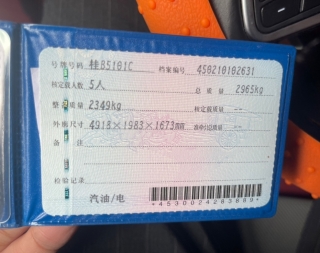 号牌号码 桂B5101C 档案编号 450210102631
核定载人数 5人 总质量 2965kg
整备质量 2349kg 核定载质量 --
外廓尺寸 4918×1983×1673mm 准牵引总质量 --
备注
检验记录
汽油/电